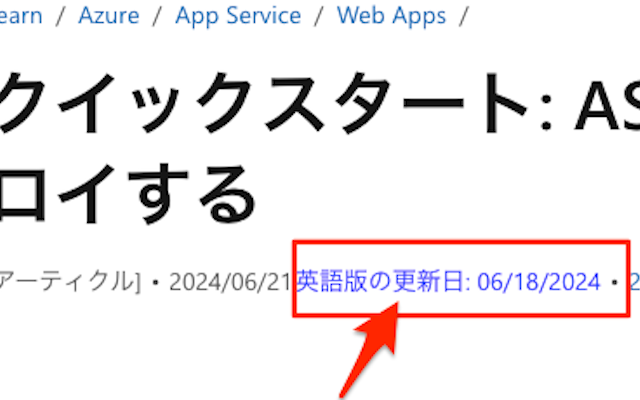 earn / Azure / App Service / Web Apps /
クイックスタート: AS
ロイする
アーティクル] • 2024/06/21 英語版の更新日: 06/18/2024 • 2